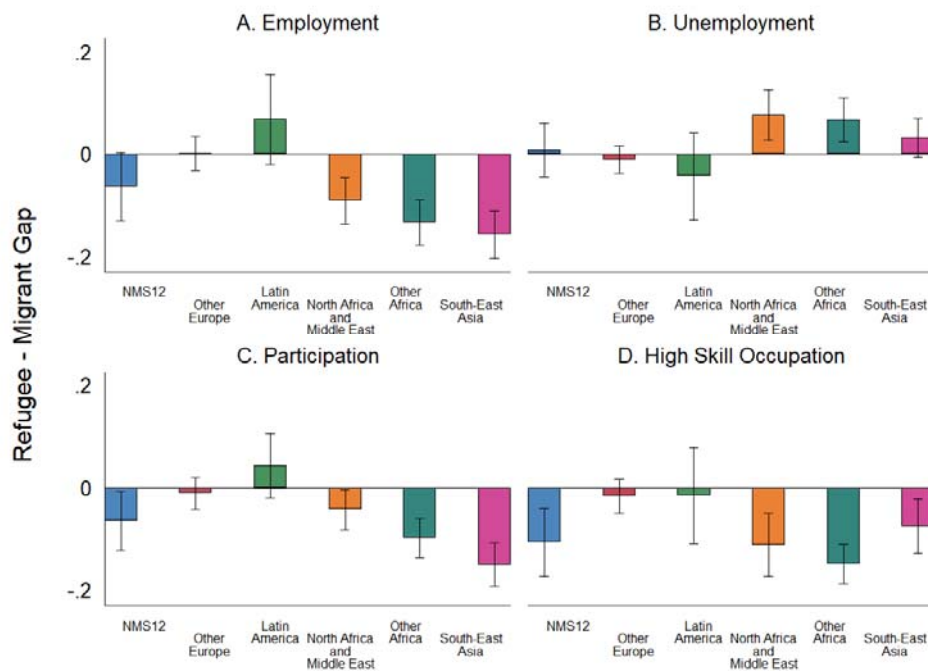 A. Employment
B. Unemployment
.2
0
-.2
NMS12
Other
Europe
Latin
America
North Africa
and
Middle East
Other
Africa
South-East
Asia
NMS12
Other
Europe
Latin
America
North Africa
and
Middle East
Other
Africa
South-East
Asia
Refugee - Migrant Gap
C. Participation
D. High Skill Occupation
.2
0
-.2
NMS12
Other
Europe
Latin
America
North Africa
and
Middle East
Other
Africa
South-East
Asia
NMS12
Other
Europe
Latin
America
North Africa
and
Middle East
Other
Africa
South-East
Asia